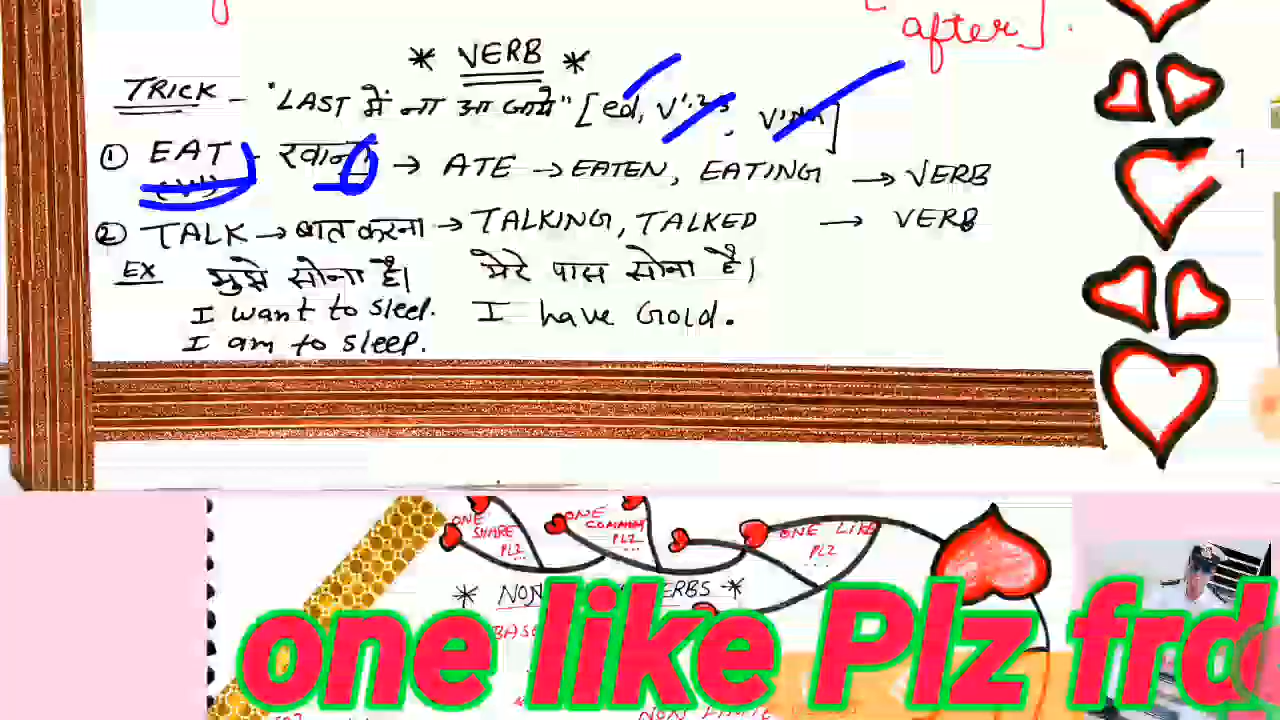 after].
* VERB *
TRICK - "LAST में ना आ जाये" [ed, V1,2,3,
① EAT - खाना → ATE → EATEN, EATING → VERB
1
② TALK → बात करना → TALKING, TALKED → VERB
EX मुझे सोना है। मेरे पास सोना है।
I want to sleep. I have Gold.
I am to sleep.
ONE SHARE PLZ...
ONE COMMENT PLZ...
ONE LIKE PLZ...
* NON VERBS *
one like Plz frd